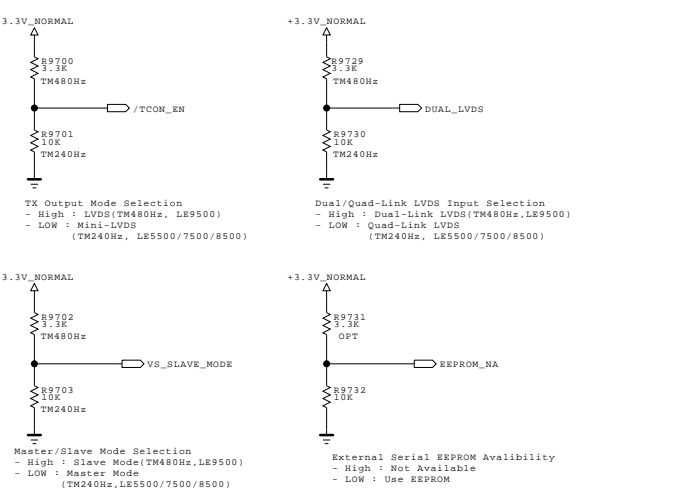 3.3V_NORMAL
R9700
3.3K
TM480Hz
/TCON_EN
R9701
10K
TM240Hz
TX Output Mode Selection
- High : LVDS(TM480Hz, LE9500)
- LOW : Mini-LVDS
(TM240Hz, LE5500/7500/8500)
+3.3V_NORMAL
R9729
3.3K
TM480Hz
DUAL_LVDS
R9730
10K
TM240Hz
Dual/Quad-Link LVDS Input Selection
- High : Dual-Link LVDS(TM480Hz,LE9500)
- LOW : Quad-Link LVDS
(TM240Hz, LE5500/7500/8500)
3.3V_NORMAL
R9702
3.3K
TM480Hz
VS_SLAVE_MODE
R9703
10K
TM240Hz
Master/Slave Mode Selection
- High : Slave Mode(TM480Hz,LE9500)
- LOW : Master Mode
(TM240Hz,LE5500/7500/8500)
+3.3V_NORMAL
R9731
3.3K
OPT
EEPROM_NA
R9732
10K
External Serial EEPROM Avalibility
- High : Not Available
- LOW : Use EEPROM